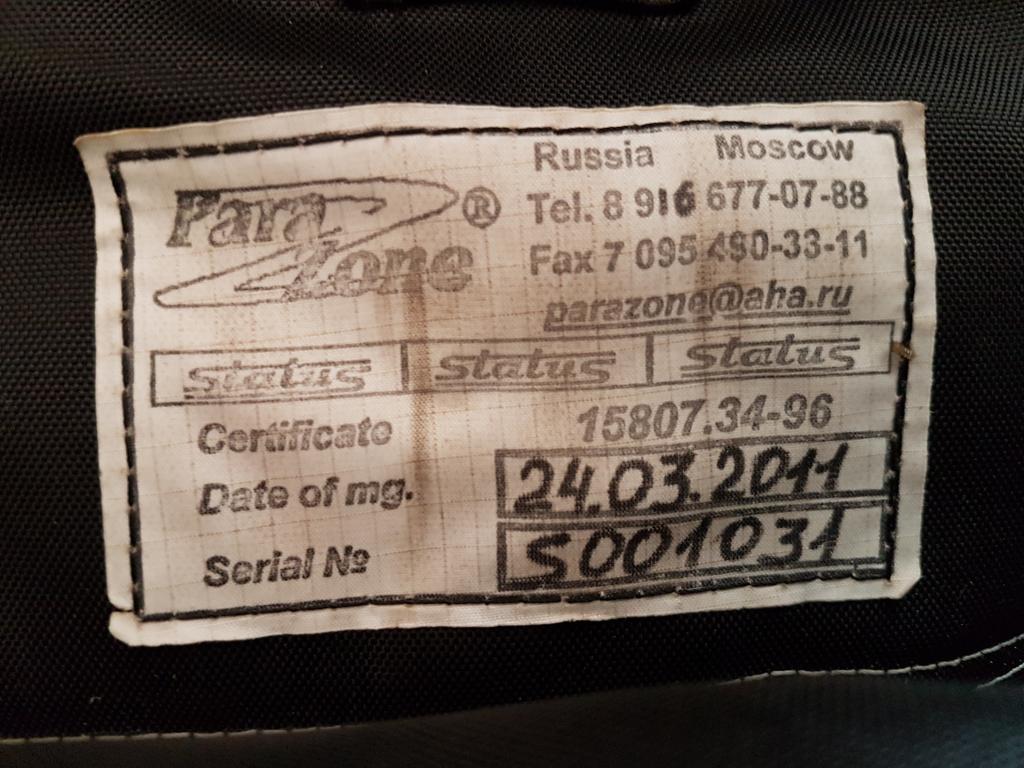 Para Zone ®
Russia Moscow
Tel. 8 916 677-07-88
Fax 7 095 490-33-11
parazone@aha.ru
Status Status Status
Certificate 15807.34-96
Date of mg. 24.03.2011
Serial № S001031